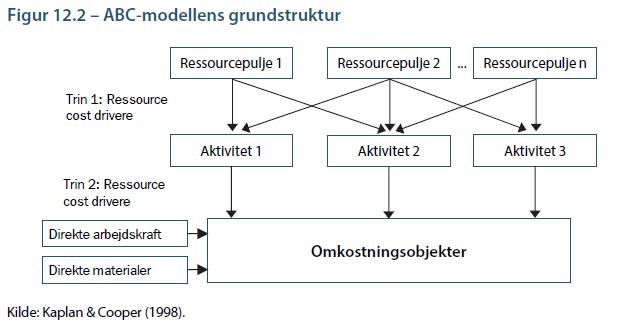 Figur 12.2 – ABC-modellens grundstruktur
Ressourcepulje 1
Ressourcepulje 2
...
Ressourcepulje n
Trin 1: Ressource
cost drivere
Aktivitet 1
Aktivitet 2
Aktivitet 3
Trin 2: Ressource
cost drivere
Direkte arbejdskraft
Omkostningsobjekter
Direkte materialer
Kilde: Kaplan & Cooper (1998).